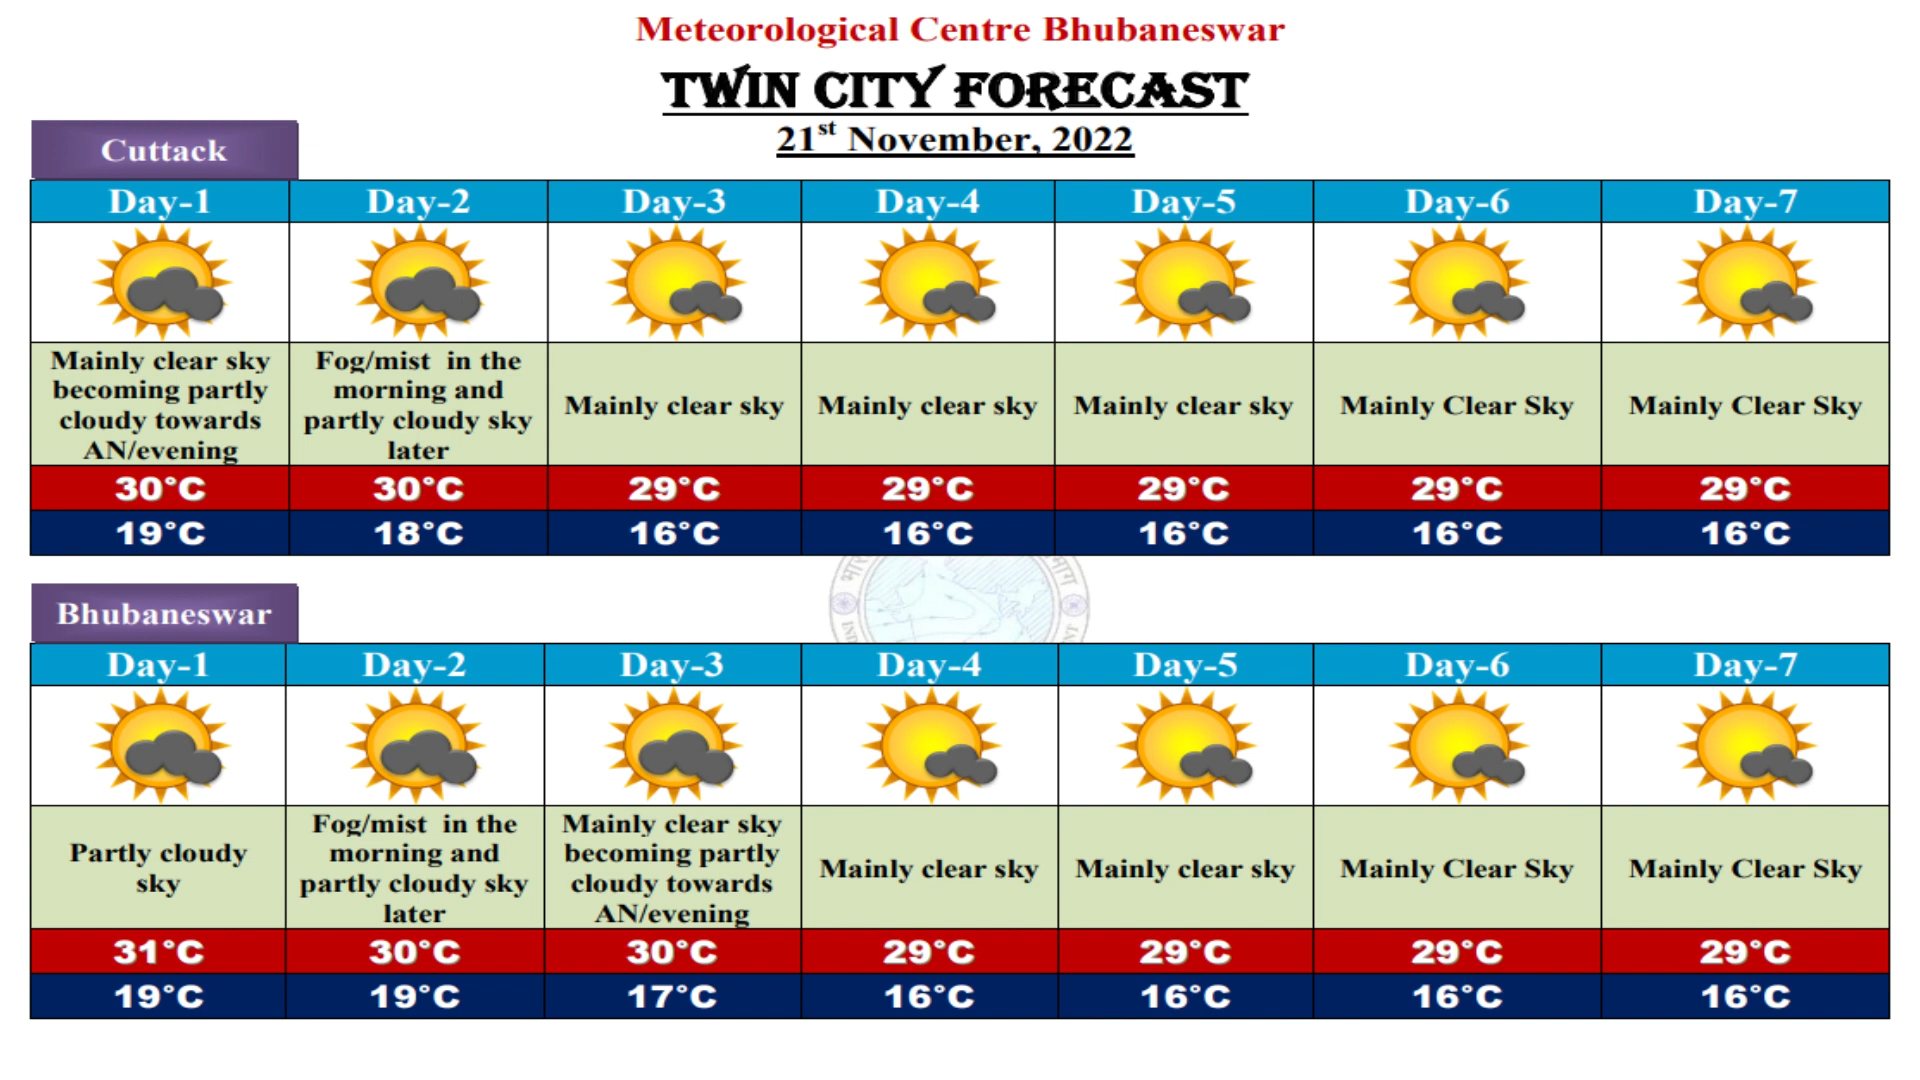 Meteorological Centre Bhubaneswar
TWIN CITY FORECAST
21st November, 2022
Cuttack
Day-1 Day-2 Day-3 Day-4 Day-5 Day-6 Day-7
Mainly clear sky
becoming partly
cloudy towards
AN/evening
Fog/mist in the
morning and
partly cloudy sky
later
Mainly clear sky
Mainly clear sky
Mainly clear sky
Mainly Clear Sky
Mainly Clear Sky
30°C 30°C 29°C 29°C 29°C 29°C 29°C
19°C 18°C 16°C 16°C 16°C 16°C 16°C
Bhubaneswar
Day-1 Day-2 Day-3 Day-4 Day-5 Day-6 Day-7
Partly cloudy
sky
Fog/mist in the
morning and
partly cloudy sky
later
Mainly clear sky
becoming partly
cloudy towards
AN/evening
Mainly clear sky
Mainly clear sky
Mainly Clear Sky
Mainly Clear Sky
31°C 30°C 30°C 29°C 29°C 29°C 29°C
19°C 19°C 17°C 16°C 16°C 16°C 16°C